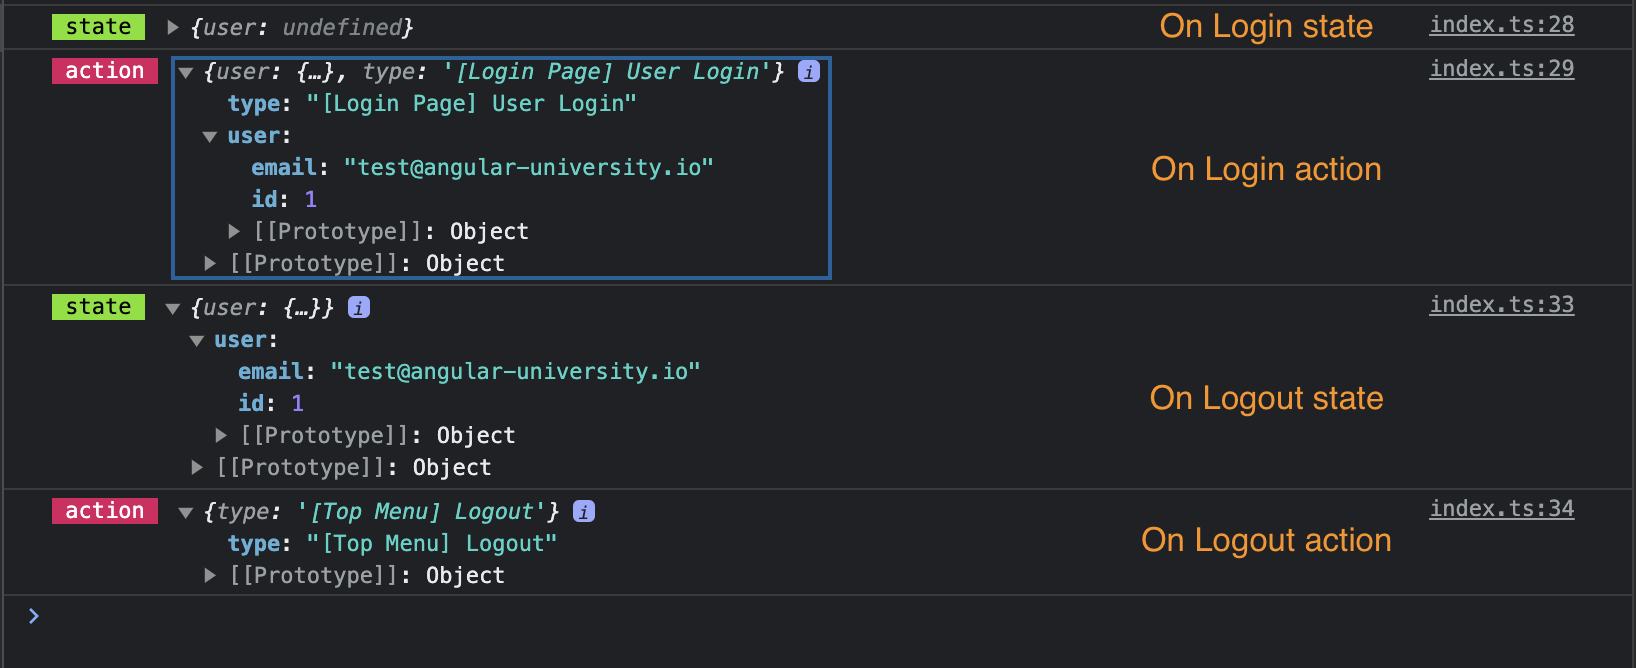 state {user: undefined} On Login state index.ts:28
action {user: {…}, type: '[Login Page] User Login'} i index.ts:29
type: "[Login Page] User Login"
user:
email: "test@angular-university.io" On Login action
id: 1
[[Prototype]]: Object
[[Prototype]]: Object
state {user: {…}} i index.ts:33
user:
email: "test@angular-university.io"
id: 1 On Logout state
[[Prototype]]: Object
[[Prototype]]: Object
action {type: '[Top Menu] Logout'} i index.ts:34
type: "[Top Menu] Logout" On Logout action
[[Prototype]]: Object